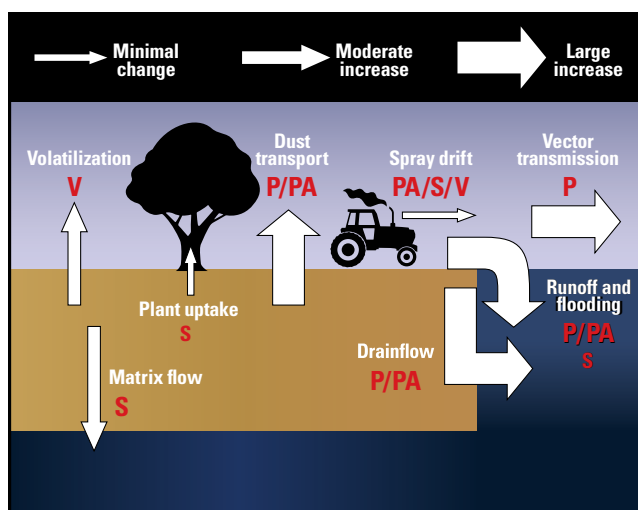 Minimal
change
Moderate
increase
Large
increase
Volatilization
V
Dust
transport
P/PA
Spray drift
PA/S/V
Vector
transmission
P
Plant uptake
S
Runoff and
flooding
P/PA
S
Matrix flow
S
Drainflow
P/PA